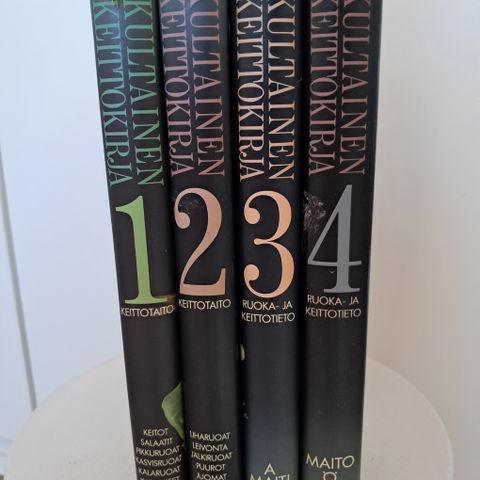 KULTAINEN
KEITTOKIRJA
1
KEITTOTAITO
KEITOT
SALAATIT
PIKKURUOAT
KASVISRUOAT
KALARUOAT
KULTAINEN
KEITTOKIRJA
2
KEITTOTAITO
LIHARUOAT
LEIVONTA
JÄLKIRUOAT
PUUROT
JUOMAT
KULTAINEN
KEITTOKIRJA
3
RUOKA- JA
KEITTOTIETO
A
MAITI
KULTAINEN
KEITTOKIRJA
4
RUOKA- JA
KEITTOTIETO
MAITO
Ö